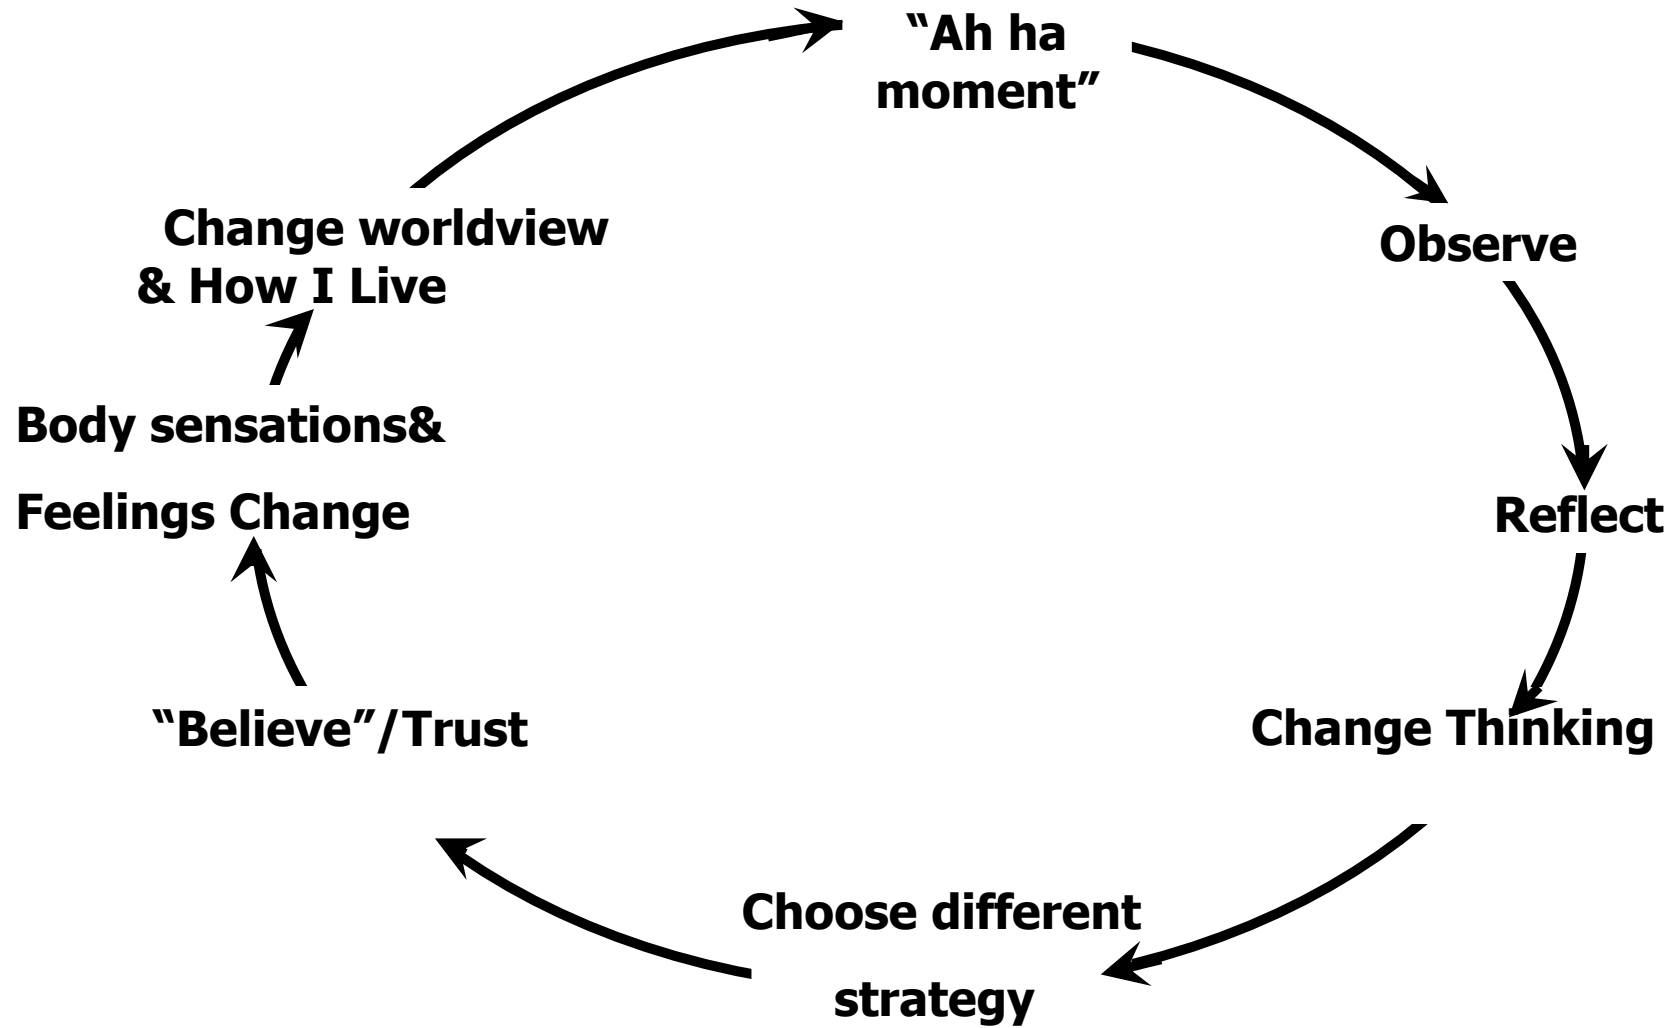 “Ah ha
moment”
Observe
Reflect
Change Thinking
Choose different
strategy
“Believe”/Trust
Body sensations&
Feelings Change
Change worldview
& How I Live